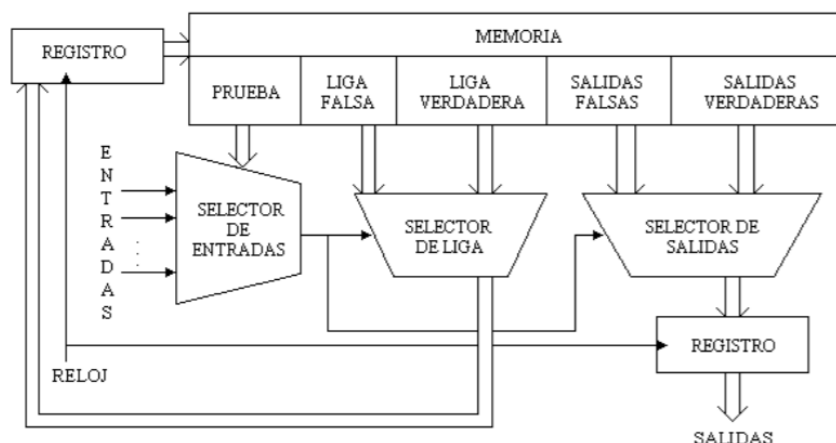 REGISTRO
MEMORIA
PRUEBA
LIGA
FALSA
LIGA
VERDADERA
SALIDAS
FALSAS
SALIDAS
VERDADERAS
ENTRADAS
SELECTOR
DE
ENTRADAS
SELECTOR
DE LIGA
SELECTOR DE
SALIDAS
RELOJ
REGISTRO
SALIDAS